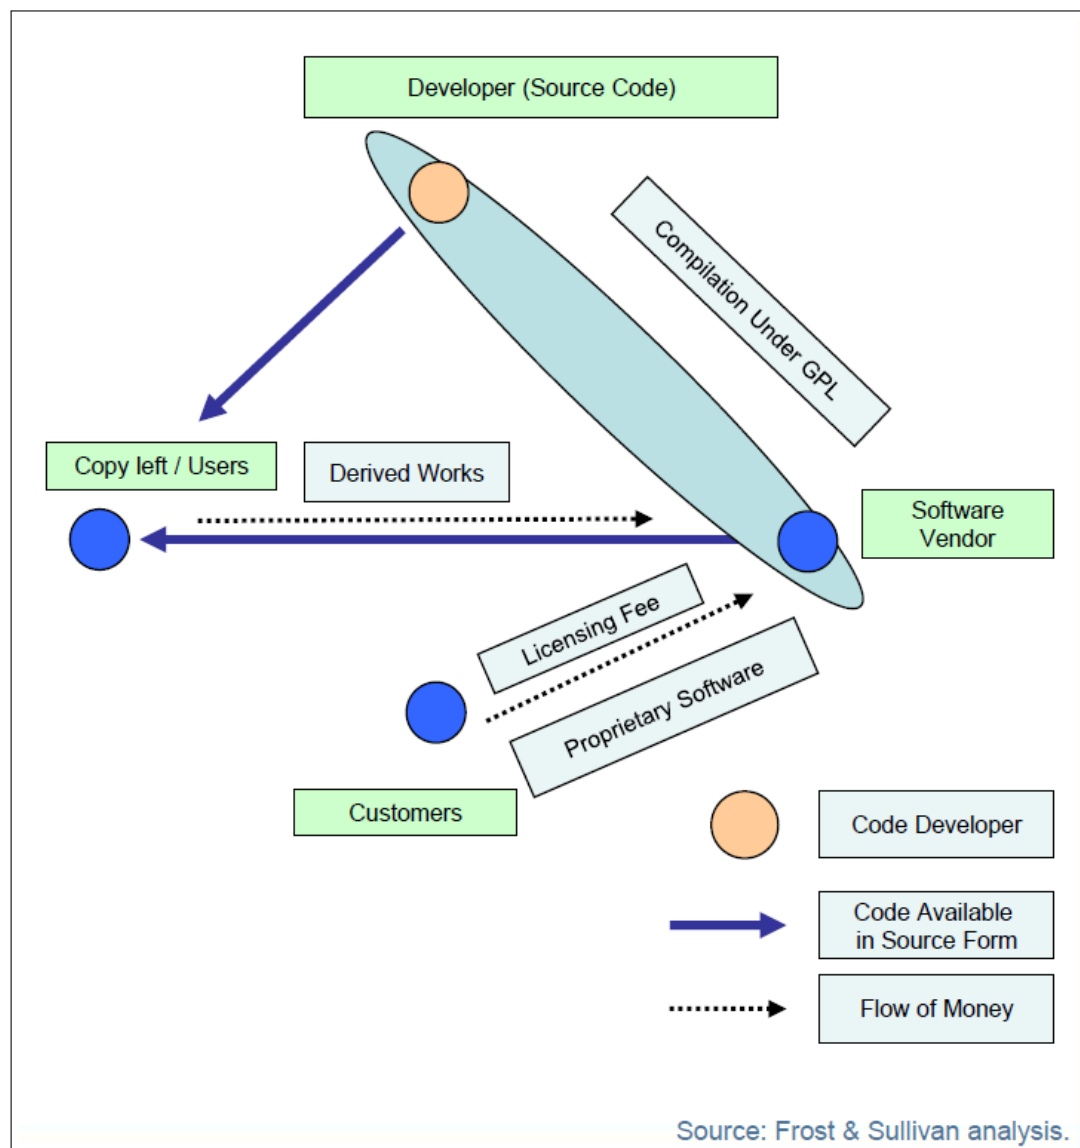 Developer (Source Code)
Compilation Under GPL
Copy left / Users
Derived Works
Software
Vendor
Licensing Fee
Proprietary Software
Customers
Code Developer
Code Available
in Source Form
Flow of Money
Source: Frost & Sullivan analysis.